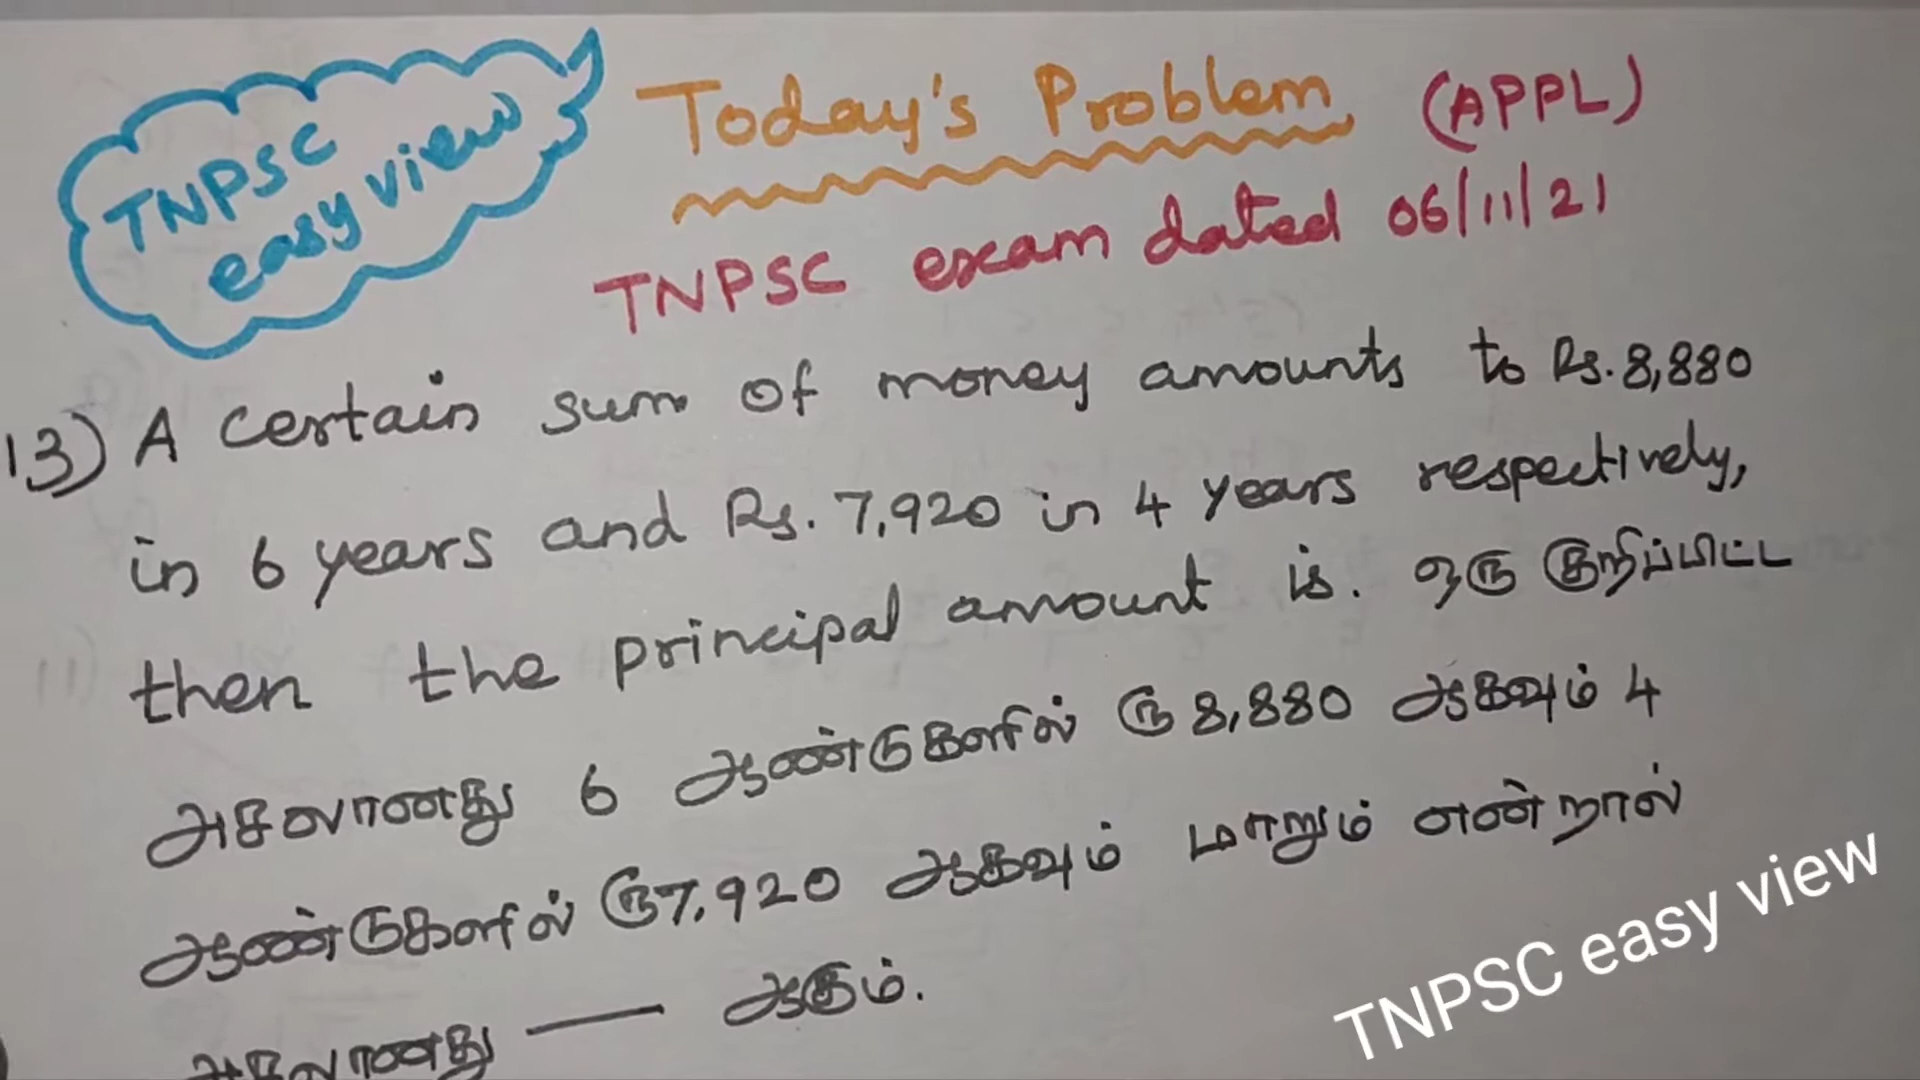 TNPSC
easy view
Today's Problem (APPL)
TNPSC exam dated 06/11/21
13) A certain sum of money amounts to Rs.8,880
in 6 years and Rs.7,920 in 4 years respectively,
then the principal amount is. ஒரு குறிப்பிட்ட
அசலானது 6 ஆண்டுகளில் ரூ 8,880 ஆகவும் 4
ஆண்டுகளில் ரூ7,920 ஆகவும் மாறும் எண்றால்
அசலானது — ஆகும்.
TNPSC easy view